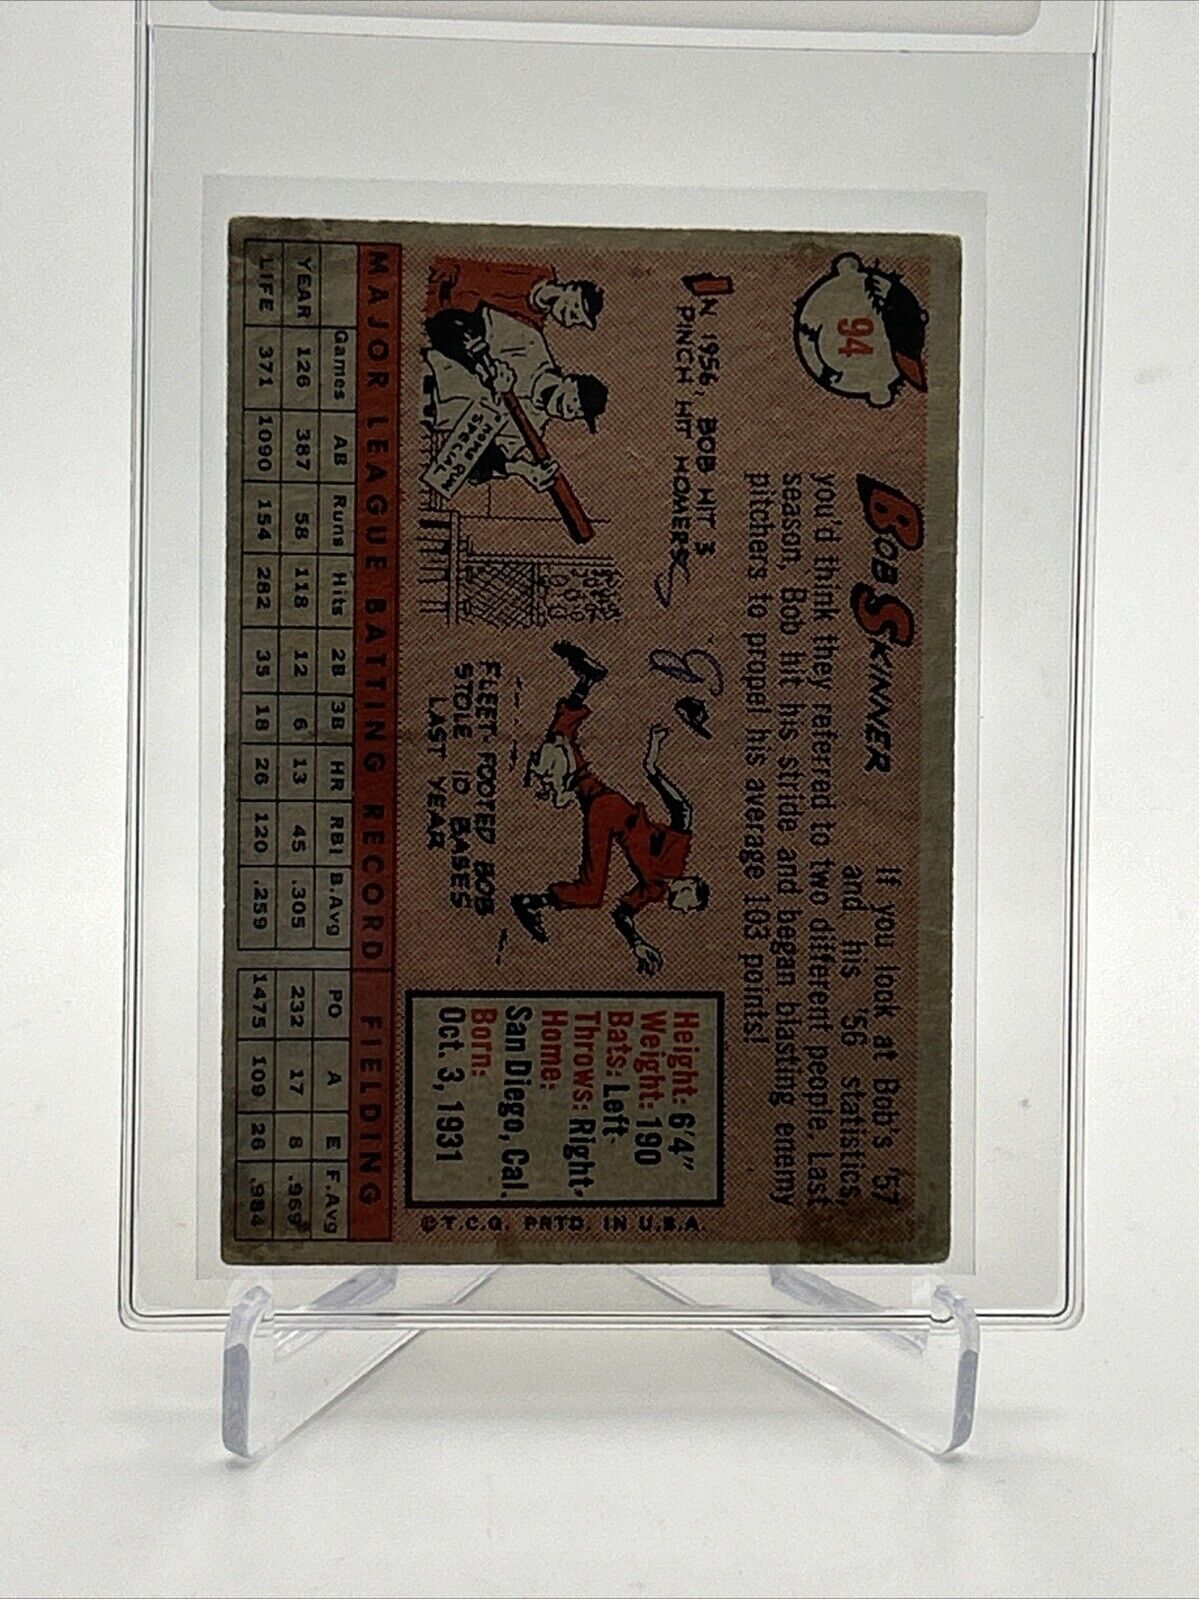 94
BOB SKINNER
If you look at Bob's '57
and his '56 statistics,
you'd think they referred to two different people. Last
season, Bob hit his stride and began blasting enemy
pitchers to propel his average 103 points!
IN 1956, BOB HIT 3
PINCH HIT HOMERS
HOME RUN
SPECIAL
FLEET FOOTED BOB
STOLE 10 BASES
LAST YEAR
Height: 6'4"
Weight: 190
Bats: Left
Throws: Right
Home:
San Diego, Cal.
Born:
Oct. 3, 1931
©T.C.G. PRTD. IN U.S.A.
MAJOR LEAGUE BATTING RECORD FIELDING
Games AB Runs Hits 2B 3B HR RBI B.Avg PO A E F.Avg
YEAR 126 387 58 118 12 6 13 45 .305 232 17 8 .969
LIFE 371 1090 154 282 35 18 26 120 .259 1475 109 26 .984